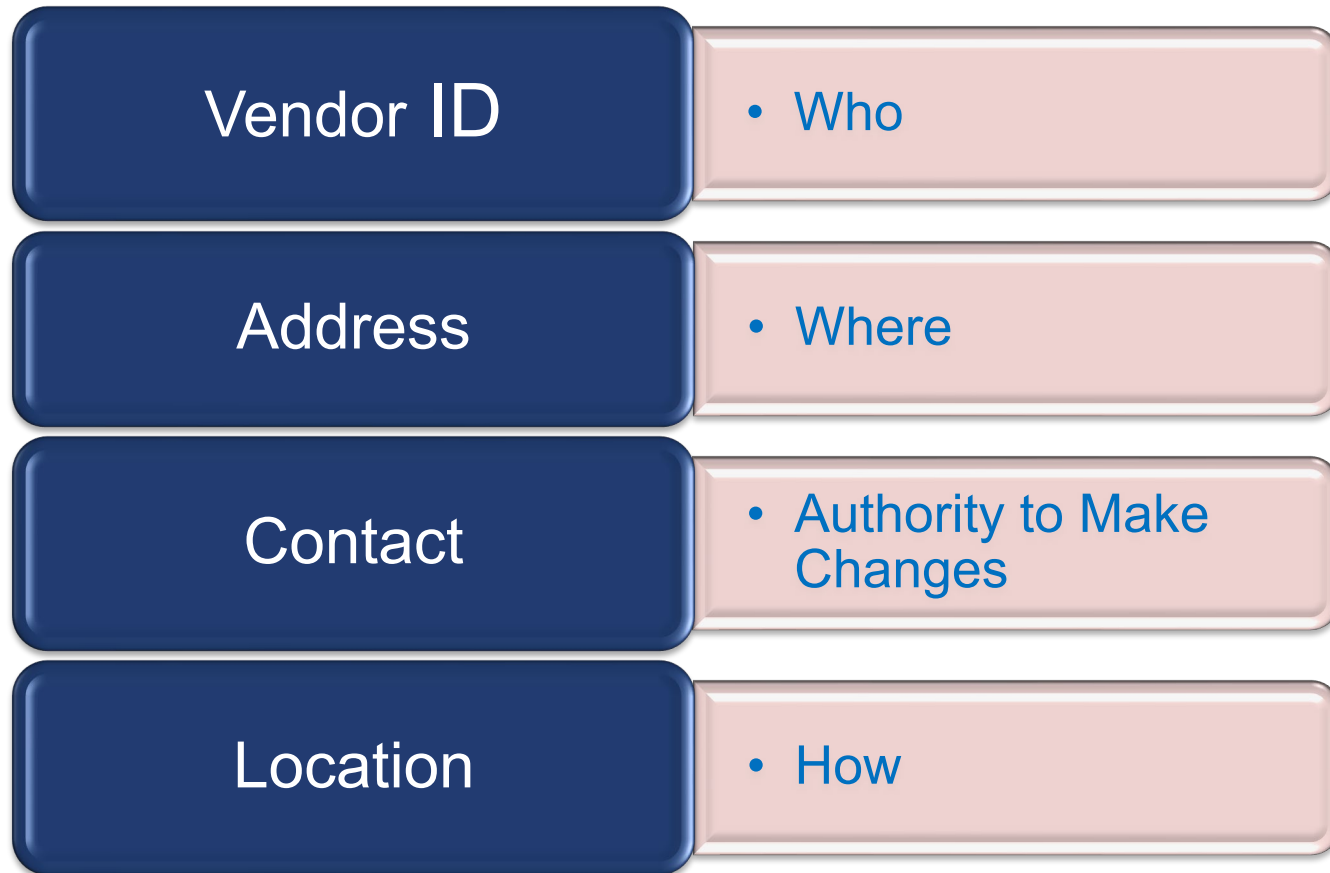 Vendor ID
• Who
Address
• Where
Contact
• Authority to Make
Changes
Location
• How